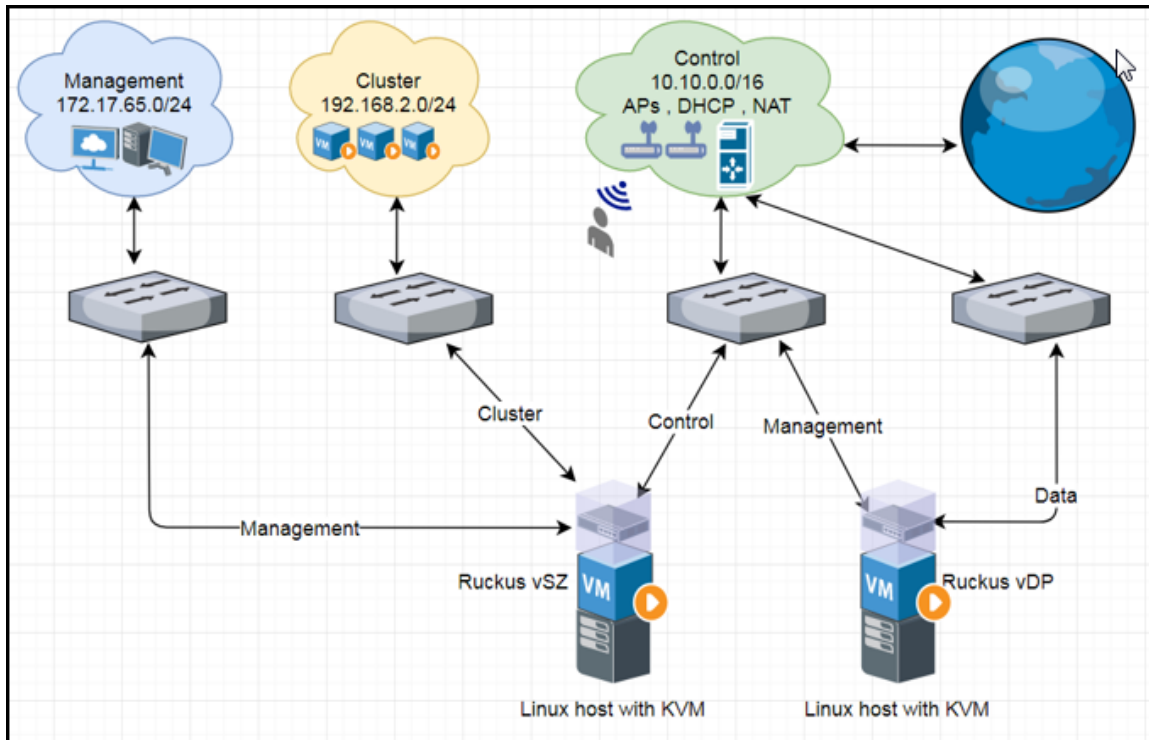 Management
172.17.65.0/24
Cluster
192.168.2.0/24
Control
10.10.0.0/16
APs , DHCP , NAT
VM
VM
VM
Cluster
Control
Management
Data
Management
Ruckus vSZ
VM
VM
Ruckus vDP
Linux host with KVM
Linux host with KVM